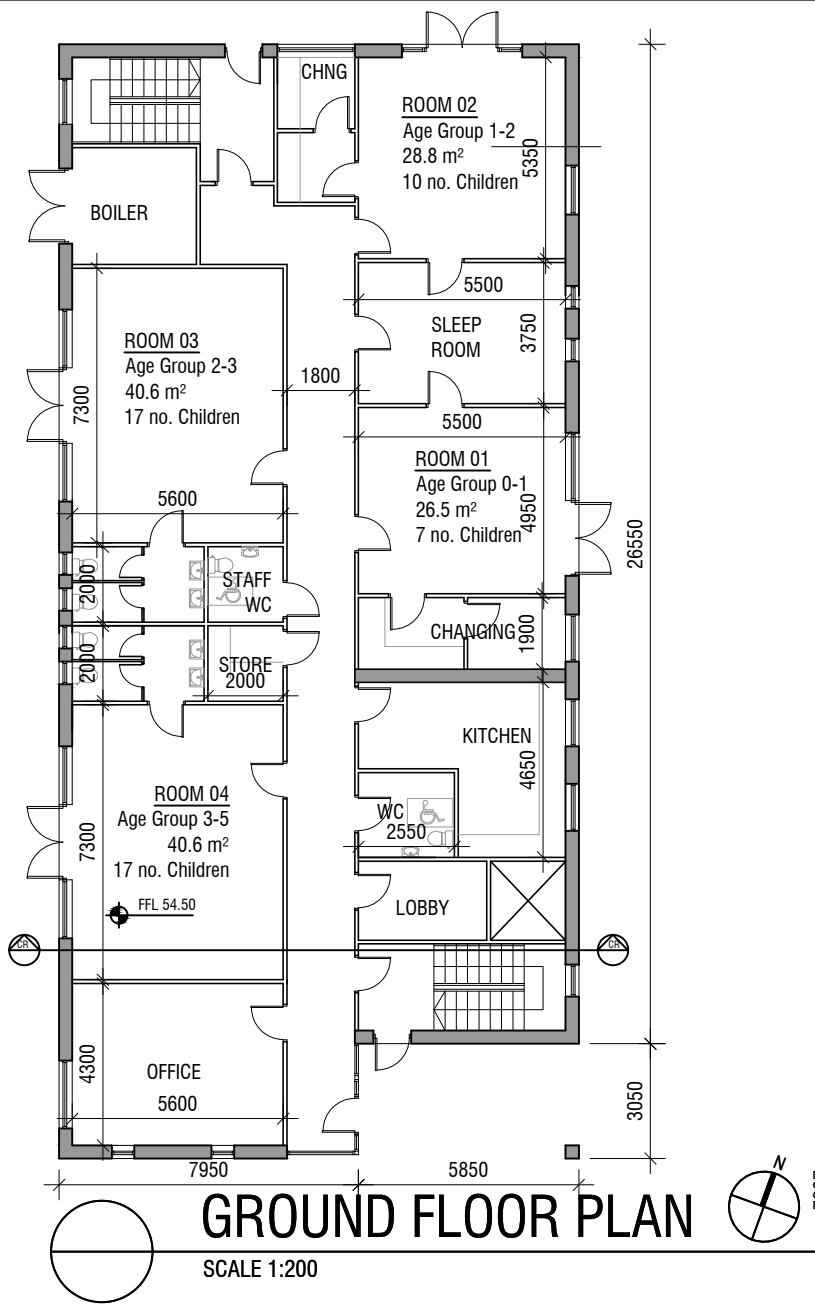 CHNG
ROOM 02
Age Group 1-2
28.8 m²
10 no. Children
5350
BOILER
5500
SLEEP
ROOM
3750
ROOM 03
Age Group 2-3
40.6 m²
17 no. Children
7300
1800
5500
ROOM 01
Age Group 0-1
26.5 m²
7 no. Children
4950
5600
26550
2000
STAFF
WC
CHANGING
1900
2000
STORE
2000
KITCHEN
4650
ROOM 04
Age Group 3-5
40.6 m²
17 no. Children
7300
WC
2550
FFL 54.50
LOBBY
CR
CR
OFFICE
4300
5600
3050
7950
5850
N
GROUND FLOOR PLAN
SCALE 1:200